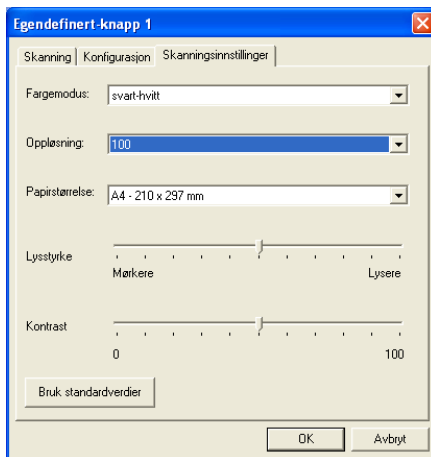 Egendefinert-knapp 1
Skanning Konfigurasjon Skanningsinnstillinger
Fargemodus: svart-hvitt
Oppløsning: 100
Papirstørrelse: A4 - 210 x 297 mm
Lysstyrke
Mørkere Lysere
Kontrast
0 100
Bruk standardverdier
OK Avbryt